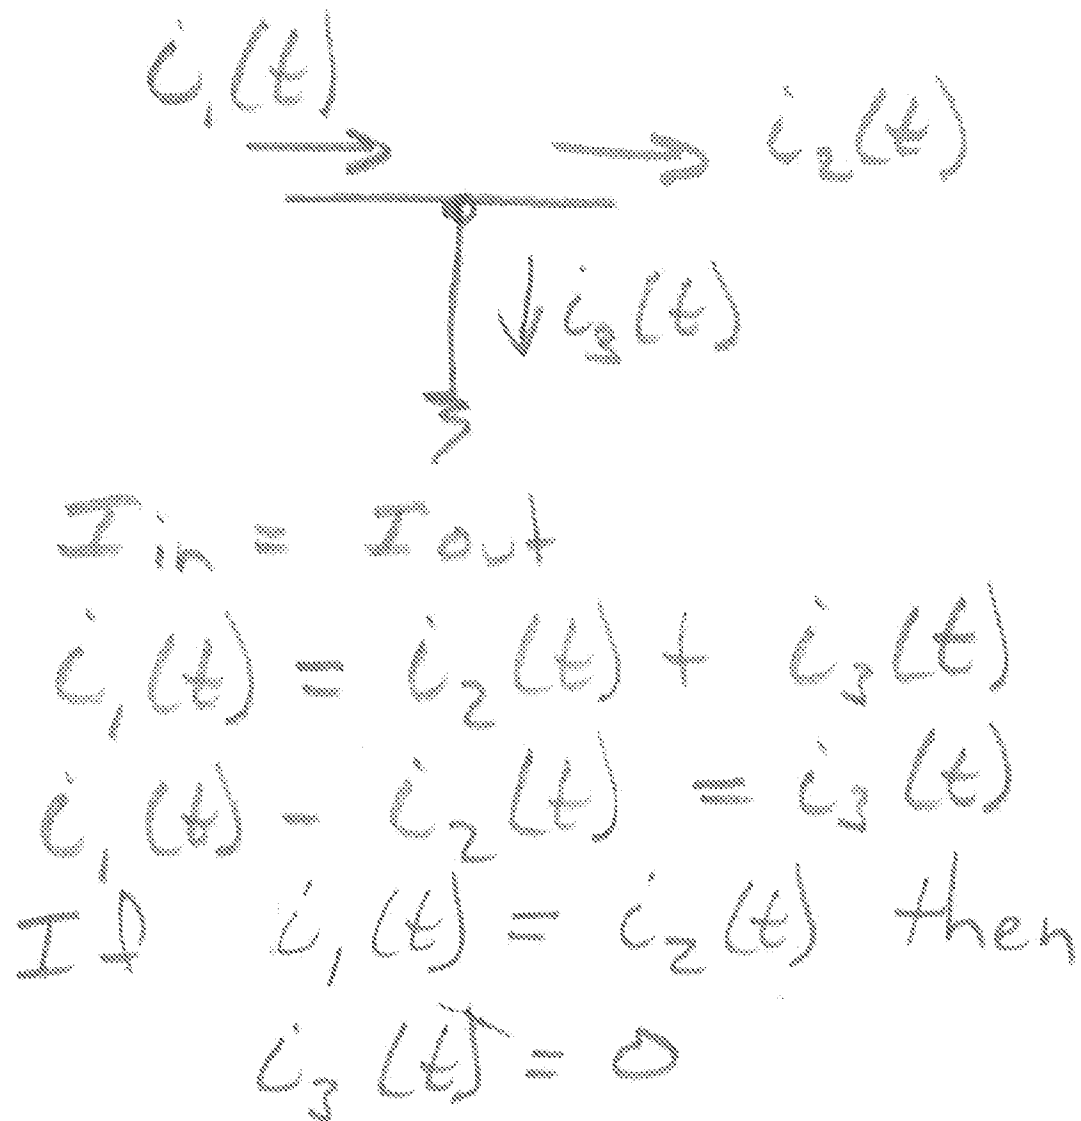 i₁(t)
i₂(t)
i₃(t)
Iin = Iout
i₁(t) = i₂(t) + i₃(t)
i₁(t) - i₂(t) = i₃(t)
If i₁(t) = i₂(t) then
i₃(t) = 0